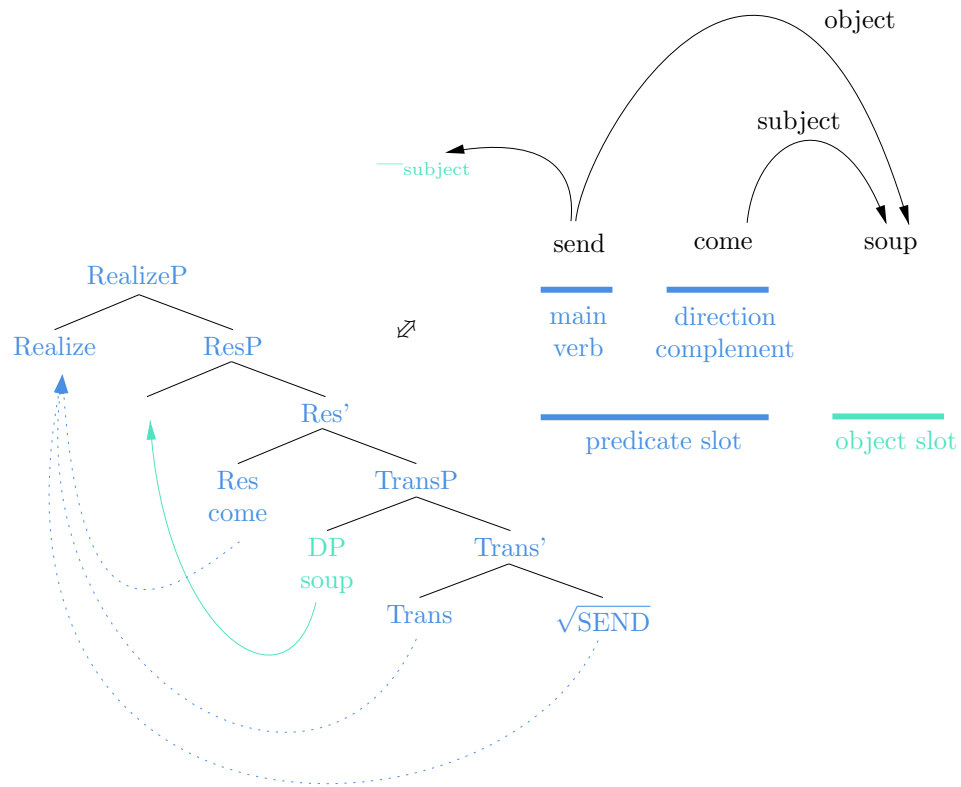 object
subject
—subject
send come soup
RealizeP
main direction
verb complement
Realize ResP
Res'
predicate slot object slot
Res TransP
come
DP Trans'
soup
Trans √SEND